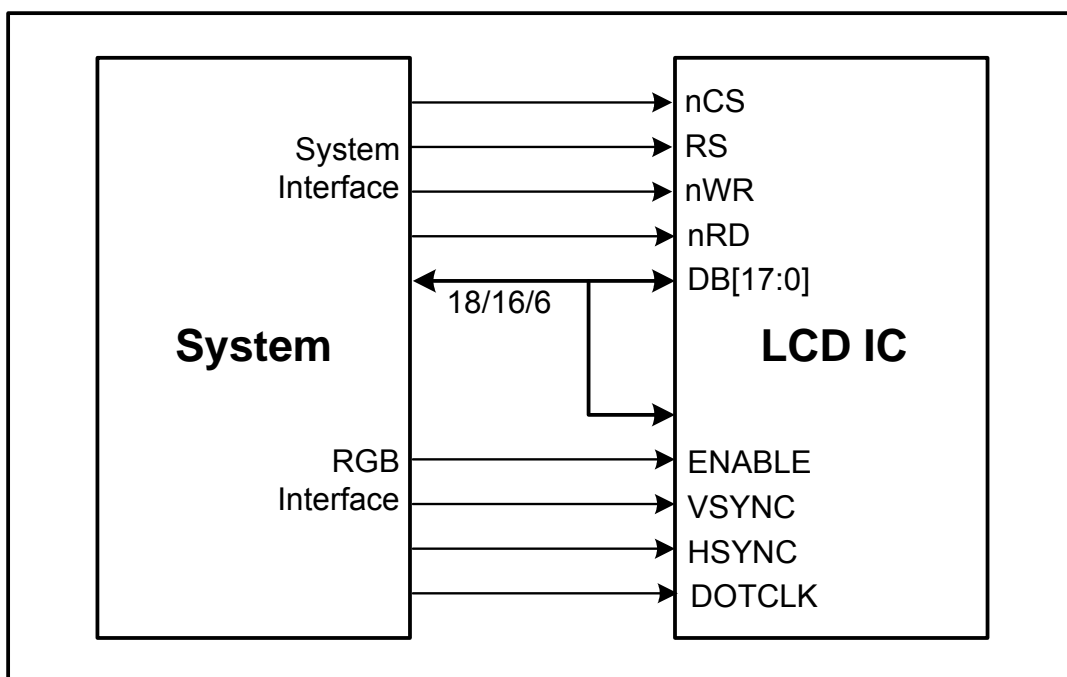 System
Interface
nCS
RS
nWR
nRD
DB[17:0]
18/16/6
System
LCD IC
RGB
Interface
ENABLE
VSYNC
HSYNC
DOTCLK